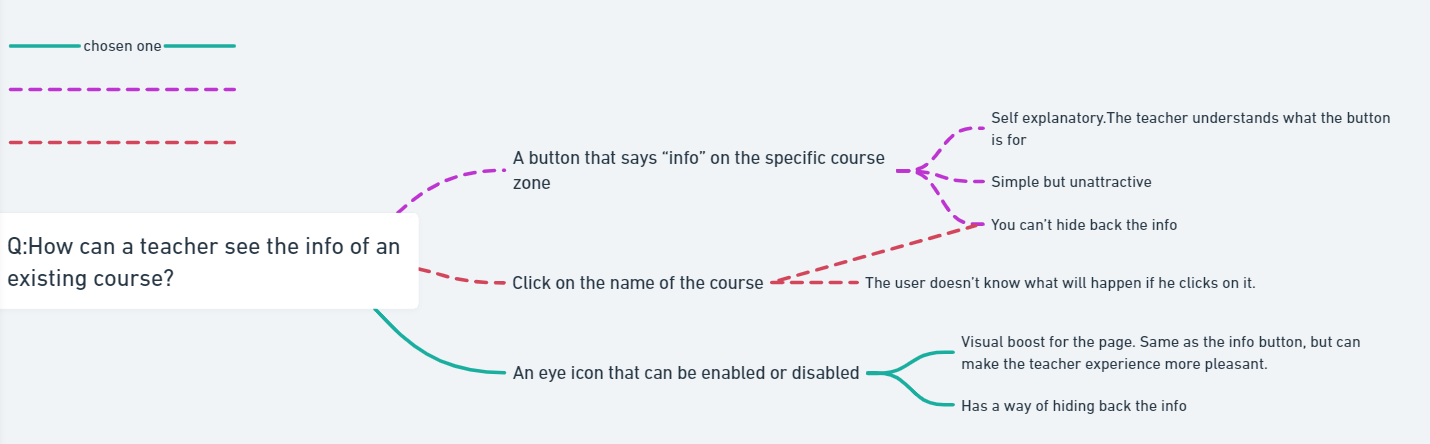 chosen one
Self explanatory.The teacher understands what the button
is for
A button that says “info” on the specific course
zone
Simple but unattractive
You can’t hide back the info
Q:How can a teacher see the info of an
existing course?
Click on the name of the course
The user doesn’t know what will happen if he clicks on it.
An eye icon that can be enabled or disabled
Visual boost for the page. Same as the info button, but can
make the teacher experience more pleasant.
Has a way of hiding back the info